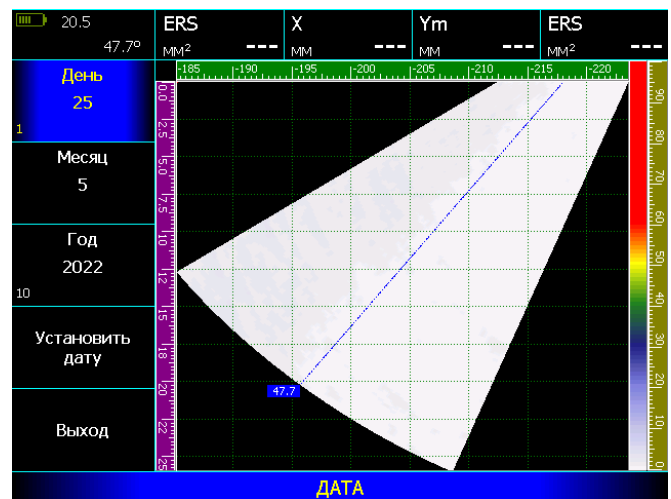 20.5
47.7º
ERS
ММ²
---
X
ММ
---
Ym
ММ
---
ERS
ММ²
---
День
25
1
Месяц
5
Год
2022
10
Установить
дату
Выход
-185 -190 -195 -200 -205 -210 -215 -220
0.0
2.5
5.0
7.5
10
12
15
18
20
22
25
47.7
90
80
70
60
50
40
30
20
10
0
ДАТА